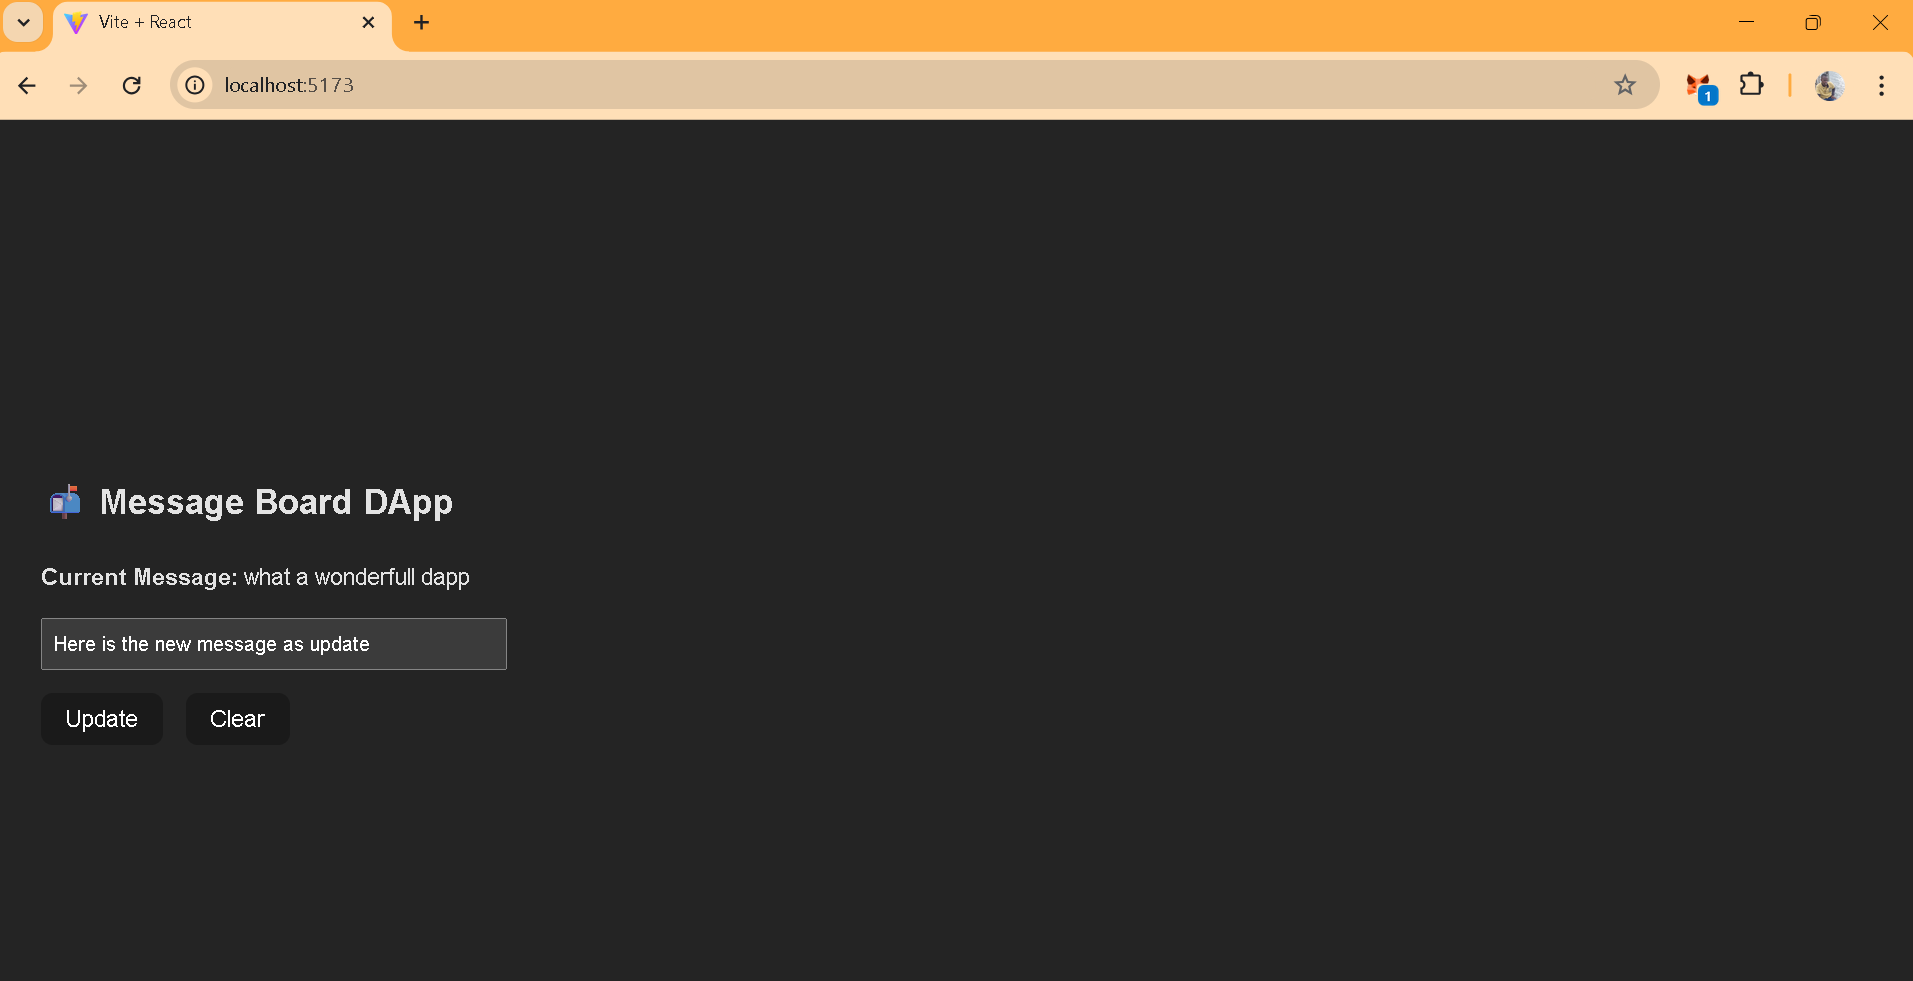 Vite + React
localhost:5173
1
Message Board DApp
Current Message: what a wonderfull dapp
Here is the new message as update
Update Clear